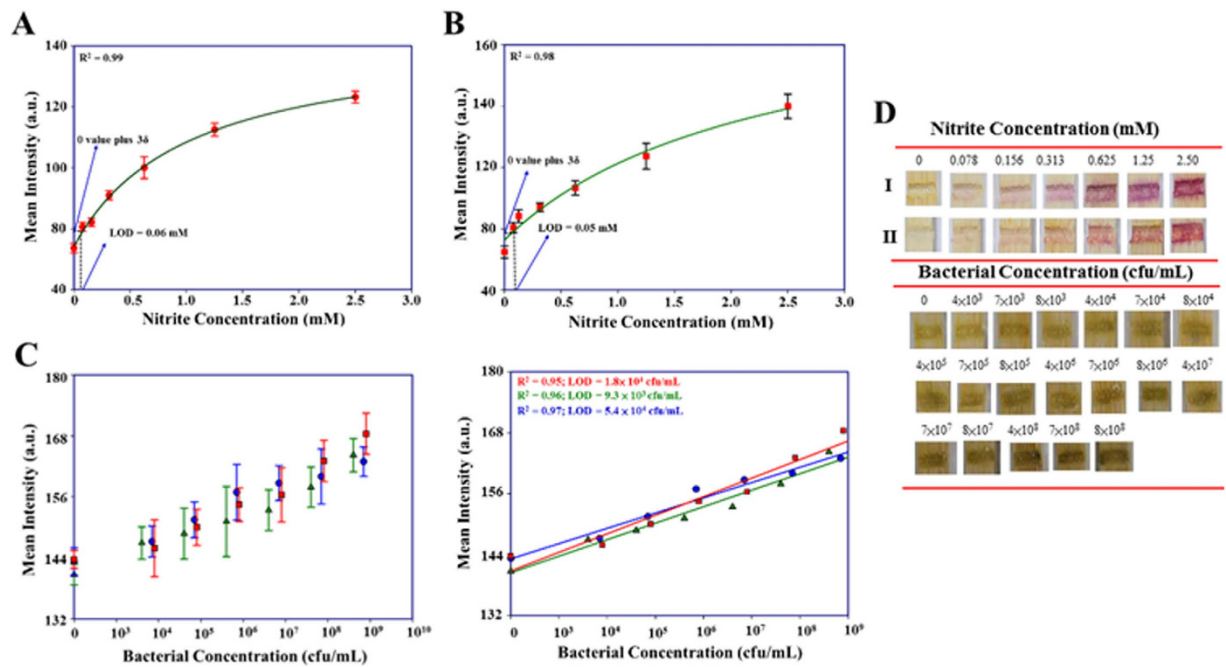 A
140
120
100
80
60
40
Mean Intensity (a.u.)
R² = 0.99
0 value plus 3δ
LOD = 0.06 mM
0.0 0.5 1.0 1.5 2.0 2.5 3.0
Nitrite Concentration (mM)
B
160
140
120
100
80
60
40
Mean Intensity (a.u.)
R² = 0.98
0 value plus 3δ
LOD = 0.05 mM
0.0 0.5 1.0 1.5 2.0 2.5 3.0
Nitrite Concentration (mM)
C
180
168
156
144
132
Mean Intensity (a.u.)
0 10³ 10⁴ 10⁵ 10⁶ 10⁷ 10⁸ 10⁹ 10¹⁰
Bacterial Concentration (cfu/mL)
180
168
156
144
132
Mean Intensity (a.u.)
R² = 0.95; LOD = 1.8× 10⁴ cfu/mL
R² = 0.96; LOD = 9.3 × 10³ cfu/mL
R² = 0.97; LOD = 5.4 × 10⁴ cfu/mL
0 10³ 10⁴ 10⁵ 10⁶ 10⁷ 10⁸ 10⁹
Bacterial Concentration (cfu/mL)
D
Nitrite Concentration (mM)
0 0.078 0.156 0.313 0.625 1.25 2.50
I
II
Bacterial Concentration (cfu/mL)
0 4×10³ 7×10³ 8×10³ 4×10⁴ 7×10⁴ 8×10⁴
4×10⁵ 7×10⁵ 8×10⁵ 4×10⁶ 7×10⁶ 8×10⁶ 4×10⁷
7×10⁷ 8×10⁷ 4×10⁸ 7×10⁸ 8×10⁸